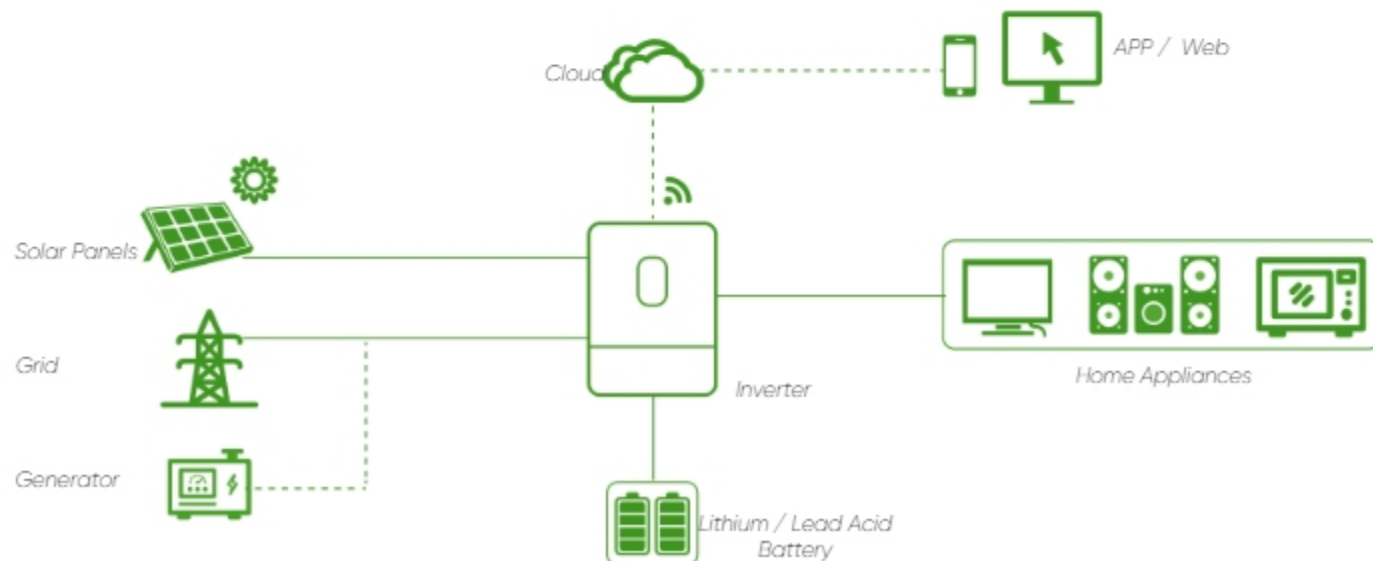 Cloud
APP / Web
Solar Panels
Grid
Home Appliances
Inverter
Generator
Lithium / Lead Acid
Battery